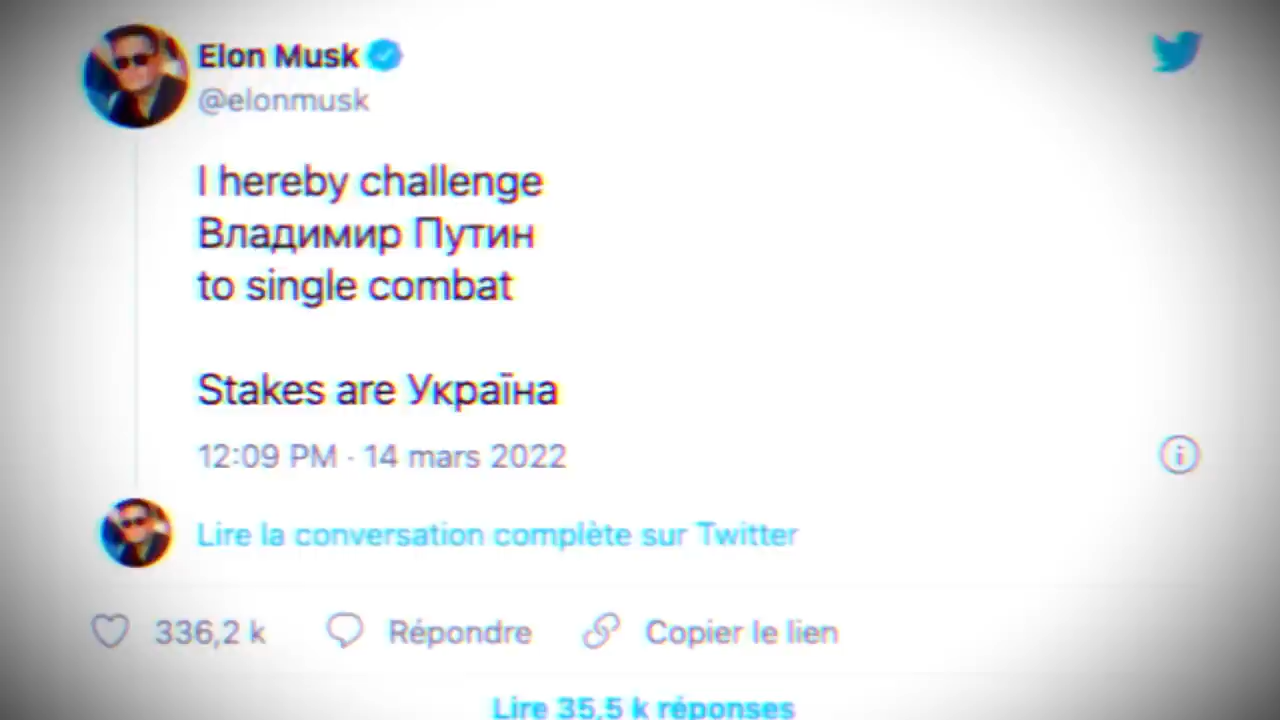 Elon Musk
@elonmusk
I hereby challenge
Владимир Путин
to single combat
Stakes are Україна
12:09 PM · 14 mars 2022
Lire la conversation complète sur Twitter
336,2 k Répondre Copier le lien
Lire 35,5 k réponses